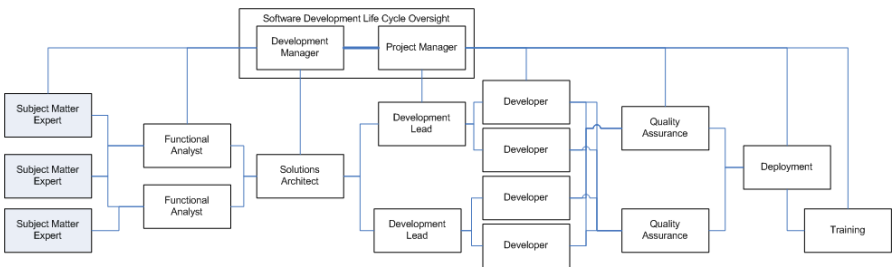 Software Development Life Cycle Oversight
Development
Manager
Project Manager
Subject Matter
Expert
Subject Matter
Expert
Subject Matter
Expert
Functional
Analyst
Functional
Analyst
Solutions
Architect
Development
Lead
Development
Lead
Developer
Developer
Developer
Developer
Quality
Assurance
Quality
Assurance
Deployment
Training